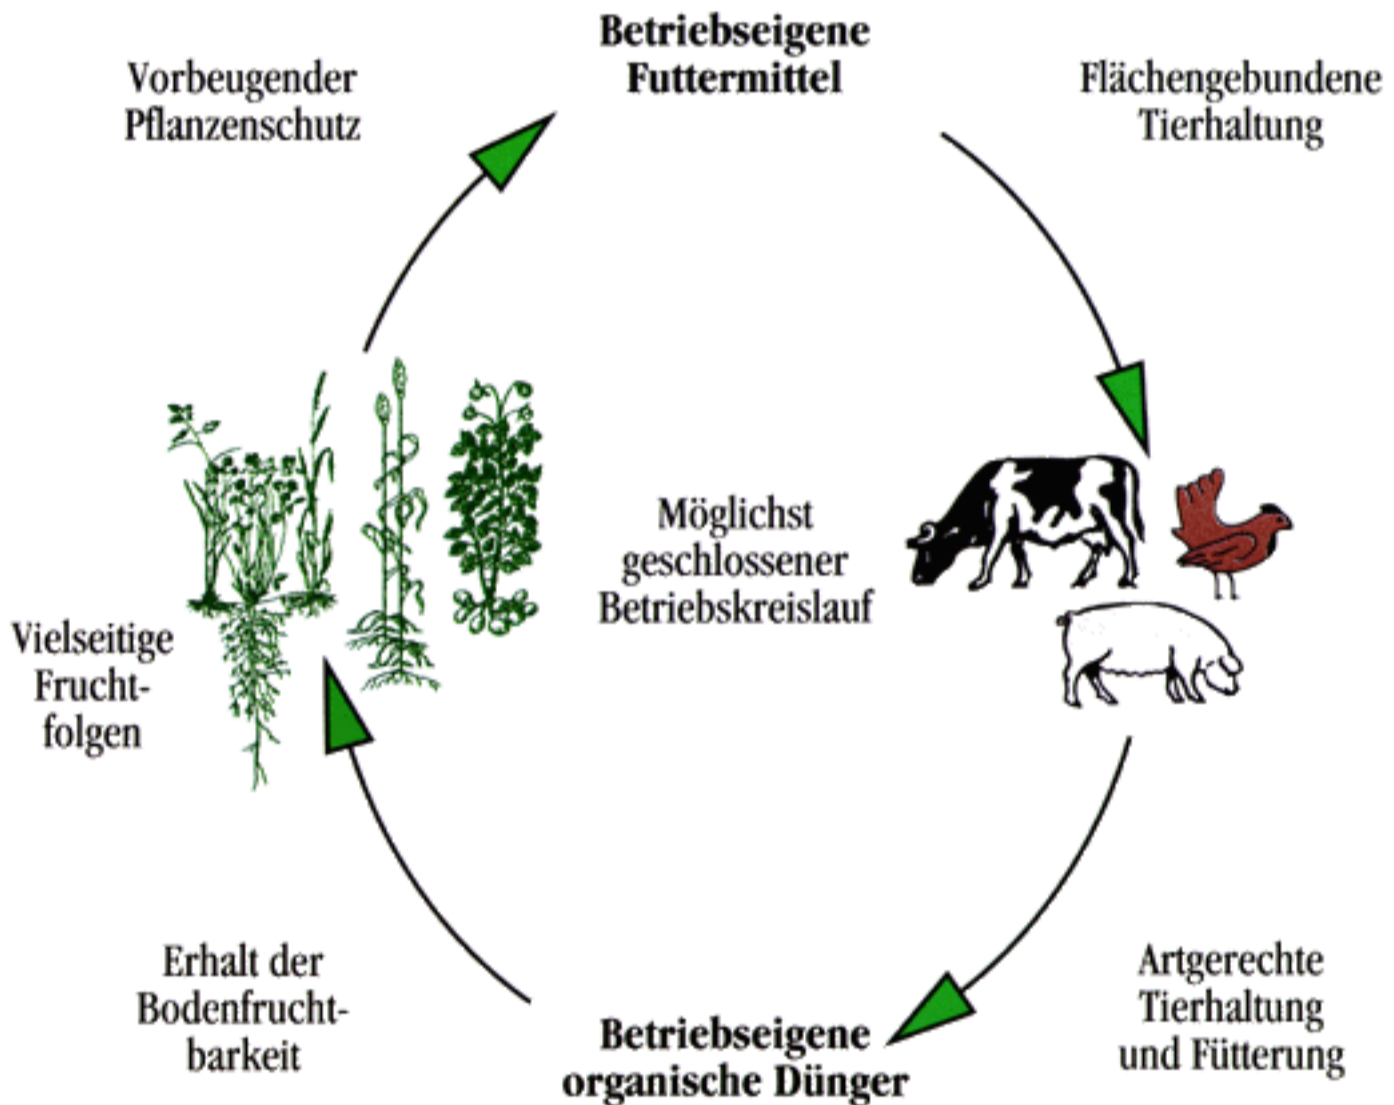 Betriebseigene
Futtermittel
Vorbeugender
Pflanzenschutz
Flächengebundene
Tierhaltung
Möglichst
geschlossener
Betriebskreislauf
Vielseitige
Frucht-
folgen
Erhalt der
Bodenfrucht-
barkeit
Betriebseigene
organische Dünger
Artgerechte
Tierhaltung
und Fütterung